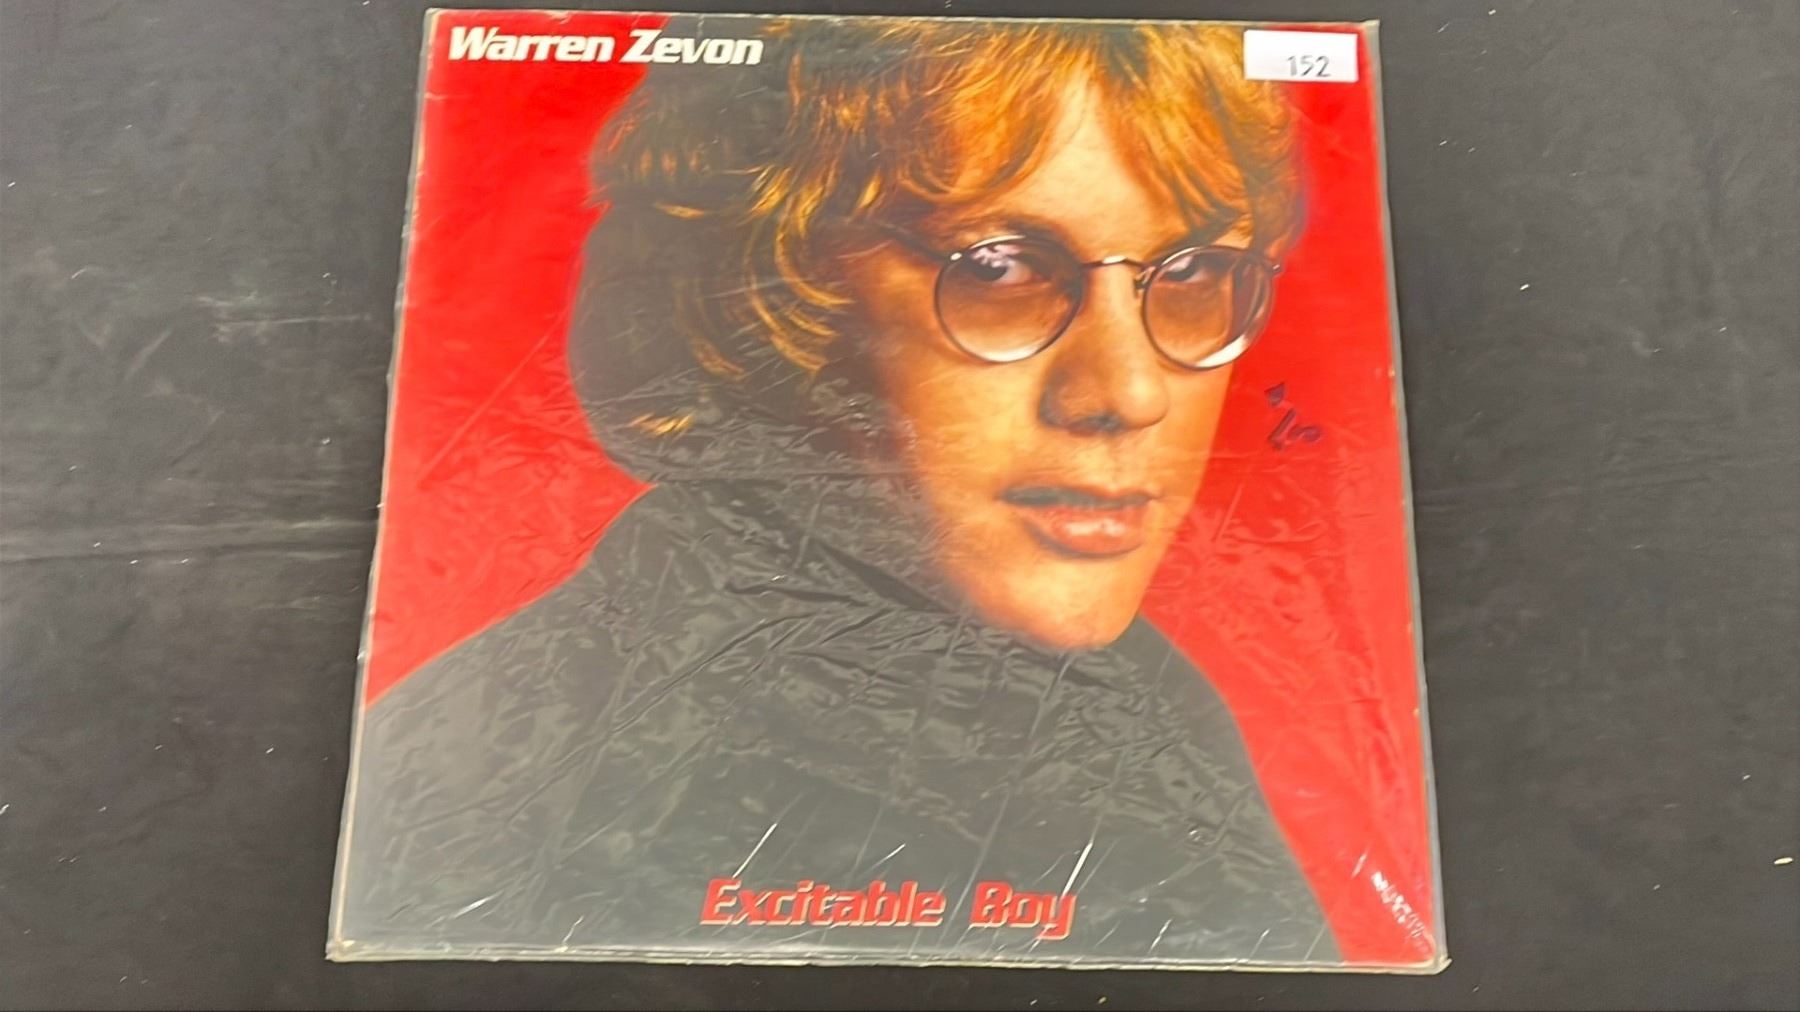 Warren Zevon
152
Excitable Boy